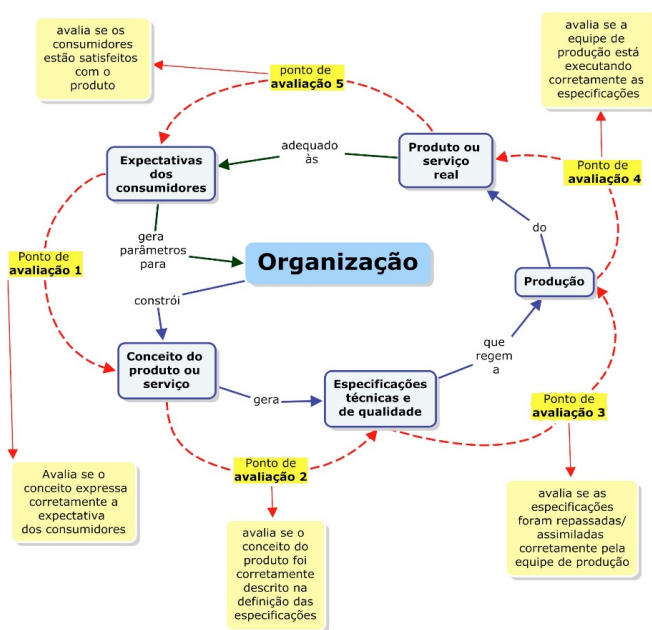 avalia se os
consumidores
estão satisfeitos
com o
produto
ponto de
avaliação 5
avalia se a
equipe de
produção está
executando
corretamente as
especificações
Expectativas
dos
consumidores
adequado
às
Produto ou
serviço
real
Ponto de
avaliação 4
Ponto de
avaliação 1
gera
parâmetros
para
Organização
do
Produção
constrói
Conceito do
produto ou
serviço
gera
Especificações
técnicas e
de qualidade
que
regem
a
Ponto de
avaliação 3
Ponto de
avaliação 2
Avalia se o
conceito expressa
corretamente a
expectativa
dos consumidores
avalia se o
conceito do
produto foi
corretamente
descrito na
definição das
especificações
avalia se as
especificações
foram repassadas/
assimiladas
corretamente pela
equipe de produção